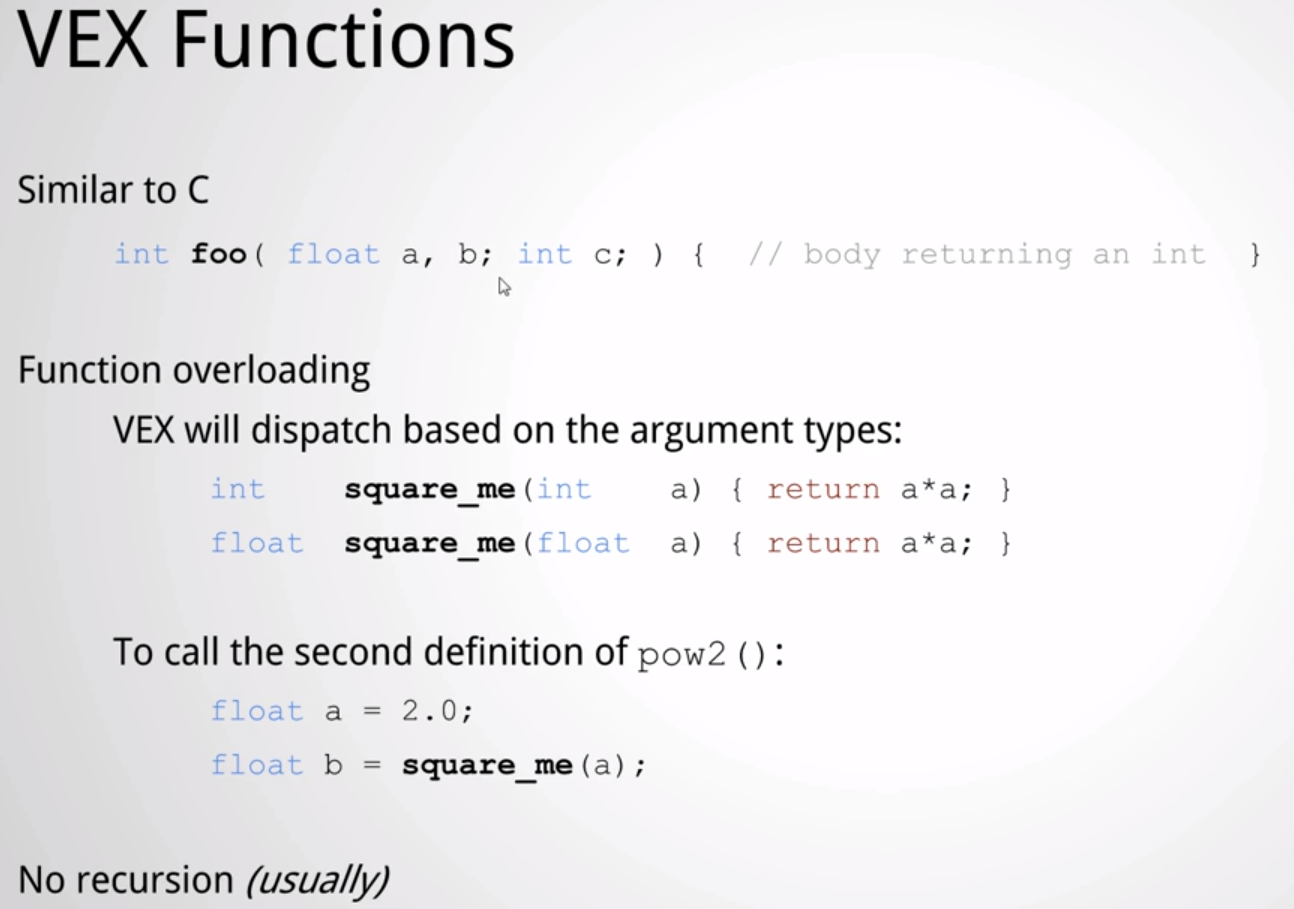 VEX Functions
Similar to C
int foo( float a, b; int c; ) { // body returning an int }
Function overloading
VEX will dispatch based on the argument types:
int square_me(int a) { return a*a; }
float square_me(float a) { return a*a; }
To call the second definition of pow2():
float a = 2.0;
float b = square_me(a);
No recursion (usually)